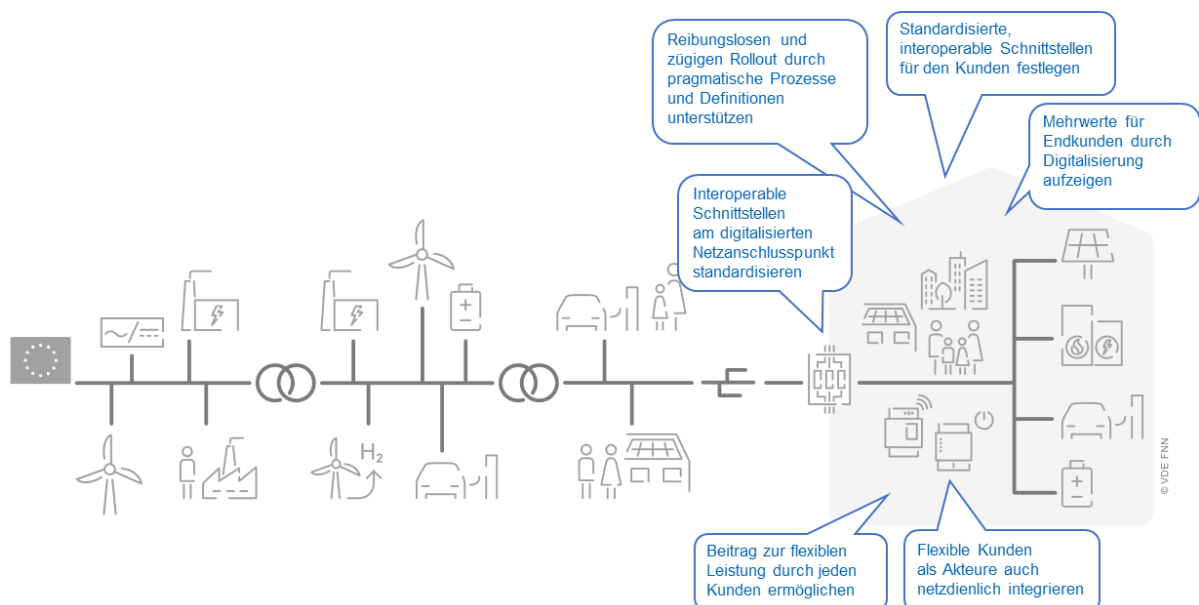 Reibungslosen und
zügigen Rollout durch
pragmatische Prozesse
und Definitionen
unterstützen
Standardisierte,
interoperable Schnittstellen
für den Kunden festlegen
Mehrwerte für
Endkunden durch
Digitalisierung
aufzeigen
Interoperable
Schnittstellen
am digitalisierten
Netzanschlusspunkt
standardisieren
H₂
Beitrag zur flexiblen
Leistung durch jeden
Kunden ermöglichen
Flexible Kunden
als Akteure auch
netzdienlich integrieren
© VDE FNN